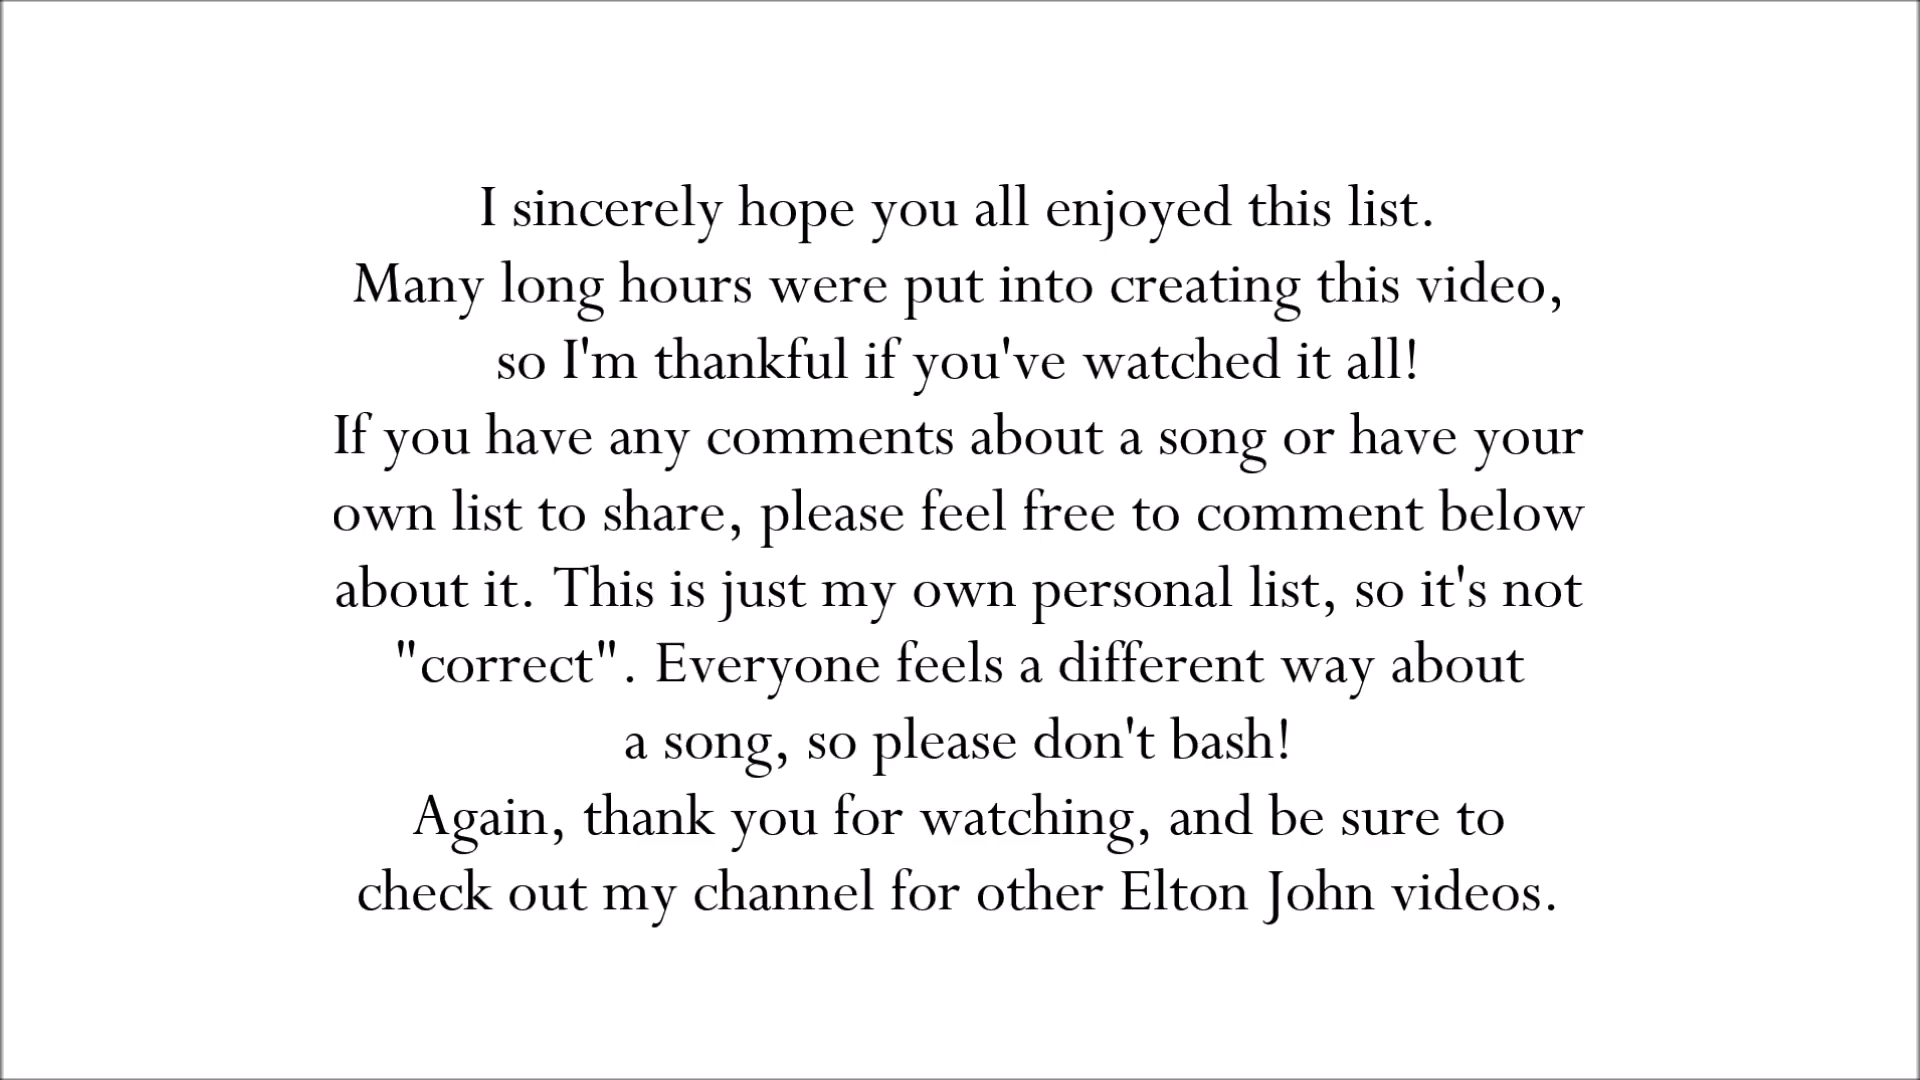 I sincerely hope you all enjoyed this list.
Many long hours were put into creating this video,
so I'm thankful if you've watched it all!
If you have any comments about a song or have your
own list to share, please feel free to comment below
about it. This is just my own personal list, so it's not
"correct". Everyone feels a different way about
a song, so please don't bash!
Again, thank you for watching, and be sure to
check out my channel for other Elton John videos.